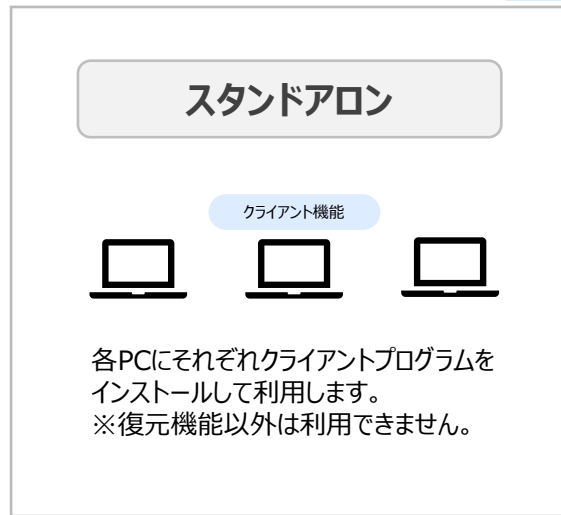 スタンドアロン
クライアント機能
各PCにそれぞれクライアントプログラムを
インストールして利用します。
※復元機能以外は利用できません。